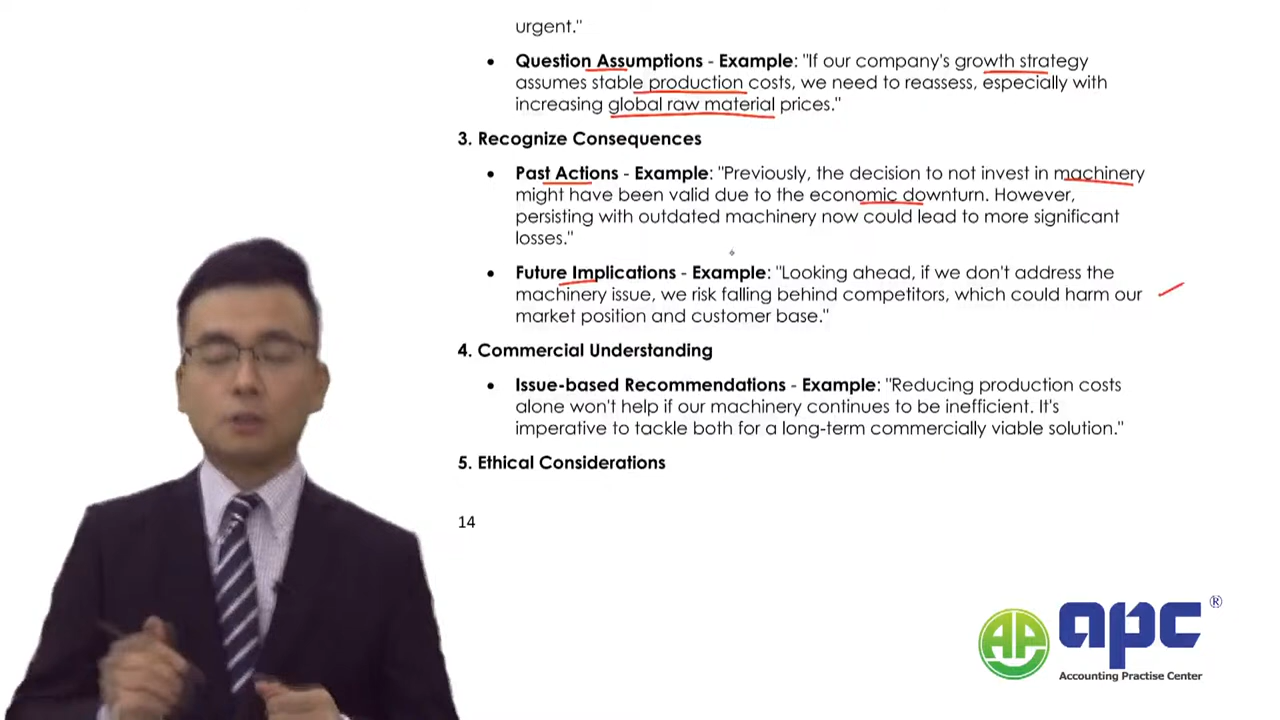 urgent."
• Question Assumptions - Example: "If our company's growth strategy
assumes stable production costs, we need to reassess, especially with
increasing global raw material prices."
3. Recognize Consequences
• Past Actions - Example: "Previously, the decision to not invest in machinery
might have been valid due to the economic downturn. However,
persisting with outdated machinery now could lead to more significant
losses."
• Future Implications - Example: "Looking ahead, if we don't address the
machinery issue, we risk falling behind competitors, which could harm our
market position and customer base."
4. Commercial Understanding
• Issue-based Recommendations - Example: "Reducing production costs
alone won't help if our machinery continues to be inefficient. It's
imperative to tackle both for a long-term commercially viable solution."
5. Ethical Considerations
14
apc ®
Accounting Practise Center